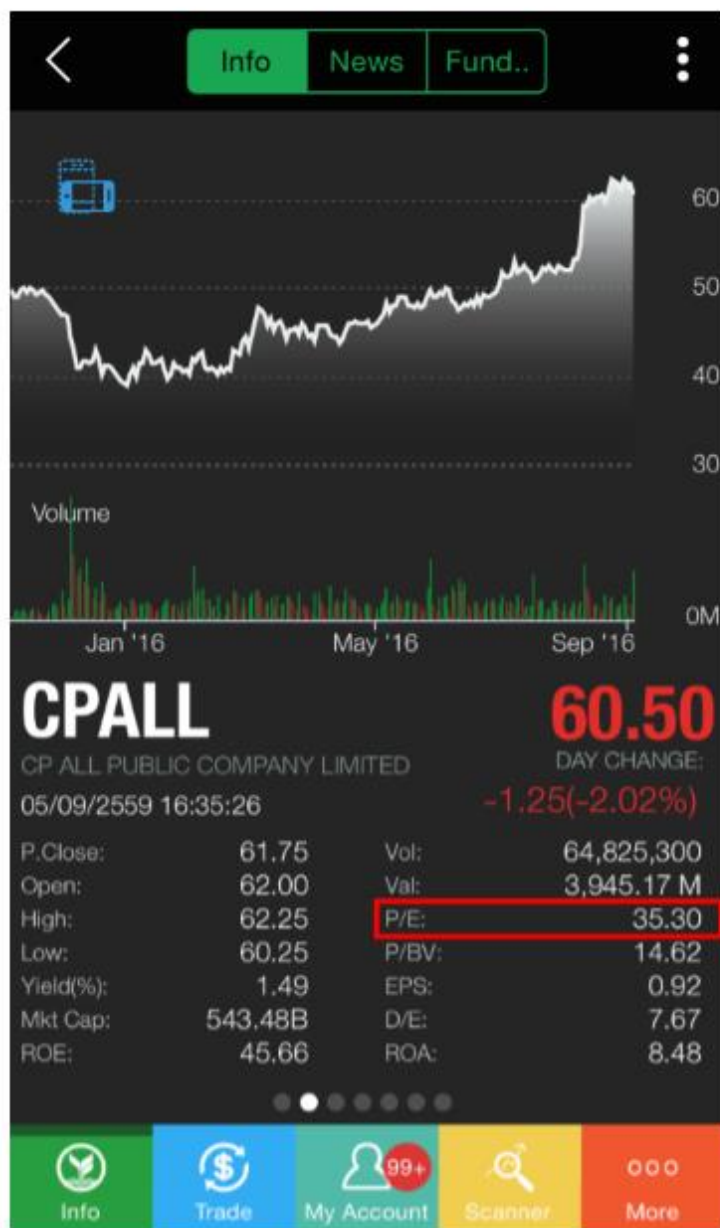 Info News Fund..
60
50
40
30
Volume
0M
Jan '16 May '16 Sep '16
CPALL 60.50
CP ALL PUBLIC COMPANY LIMITED DAY CHANGE:
05/09/2559 16:35:26 -1.25(-2.02%)
P.Close: 61.75 Vol: 64,825,300
Open: 62.00 Val: 3,945.17 M
High: 62.25 P/E: 35.30
Low: 60.25 P/BV: 14.62
Yield(%): 1.49 EPS: 0.92
Mkt Cap: 543.48B D/E: 7.67
ROE: 45.66 ROA: 8.48
99+
Info Trade My Account Scanner More